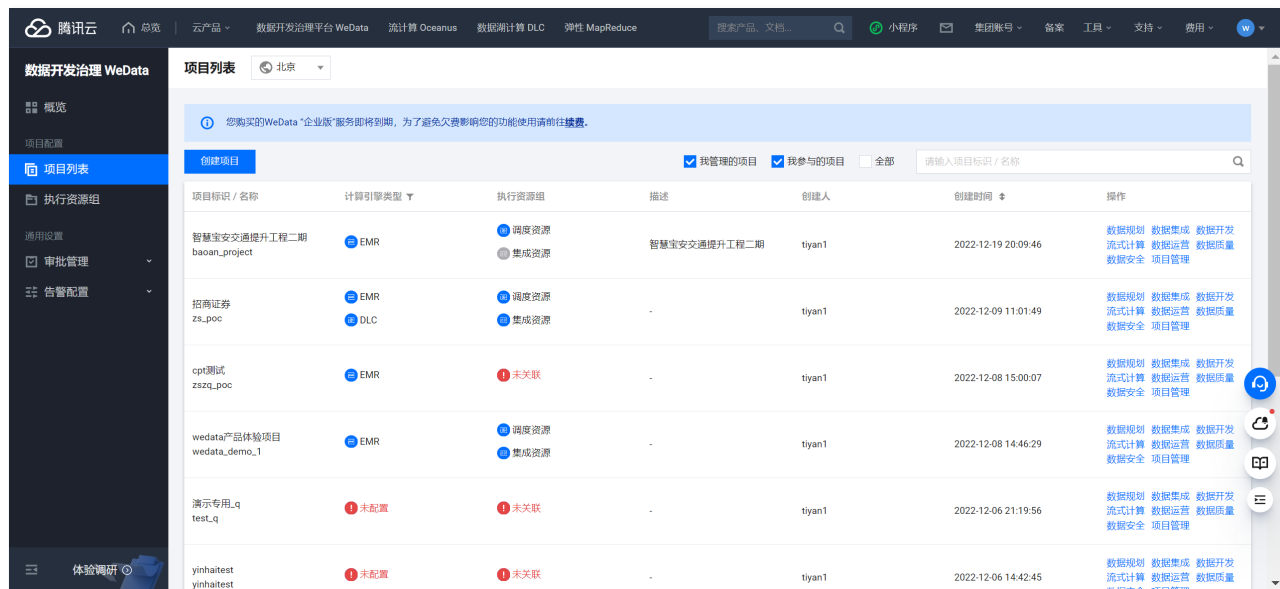 腾讯云 总览 云产品 数据开发治理平台 WeData 流计算 Oceanus 数据湖计算 DLC 弹性 MapReduce 搜索产品、文档... 小程序 集团账号 备案 工具 支持 费用 W
数据开发治理 WeData
概览
项目配置
项目列表
执行资源组
通用设置
审批管理
告警配置
体验调研
项目列表 北京
您购买的WeData "企业版"服务即将到期，为了避免欠费影响您的功能使用请前往续费。
创建项目 我管理的项目 我参与的项目 全部 请输入项目标识 / 名称
项目标识 / 名称 计算引擎类型 执行资源组 描述 创建人 创建时间 操作
智慧宝安交通提升工程二期
baoan_project
EMR
调度资源
集成资源
智慧宝安交通提升工程二期
tiyan1
2022-12-19 20:09:46
数据规划 数据集成 数据开发
流式计算 数据运营 数据质量
数据安全 项目管理
招商证券
zs_poc
EMR
DLC
调度资源
集成资源
-
tiyan1
2022-12-09 11:01:49
数据规划 数据集成 数据开发
流式计算 数据运营 数据质量
数据安全 项目管理
cpt测试
zszq_poc
EMR
未关联
-
tiyan1
2022-12-08 15:00:07
数据规划 数据集成 数据开发
流式计算 数据运营 数据质量
数据安全 项目管理
wedata产品体验项目
wedata_demo_1
EMR
调度资源
集成资源
-
tiyan1
2022-12-08 14:46:29
数据规划 数据集成 数据开发
流式计算 数据运营 数据质量
数据安全 项目管理
演示专用_q
test_q
未配置
未关联
-
tiyan1
2022-12-06 21:19:56
数据规划 数据集成 数据开发
流式计算 数据运营 数据质量
数据安全 项目管理
yinhaitest
yinhaitest
未配置
未关联
-
tiyan1
2022-12-06 14:42:45
数据规划 数据集成 数据开发
流式计算 数据运营 数据质量